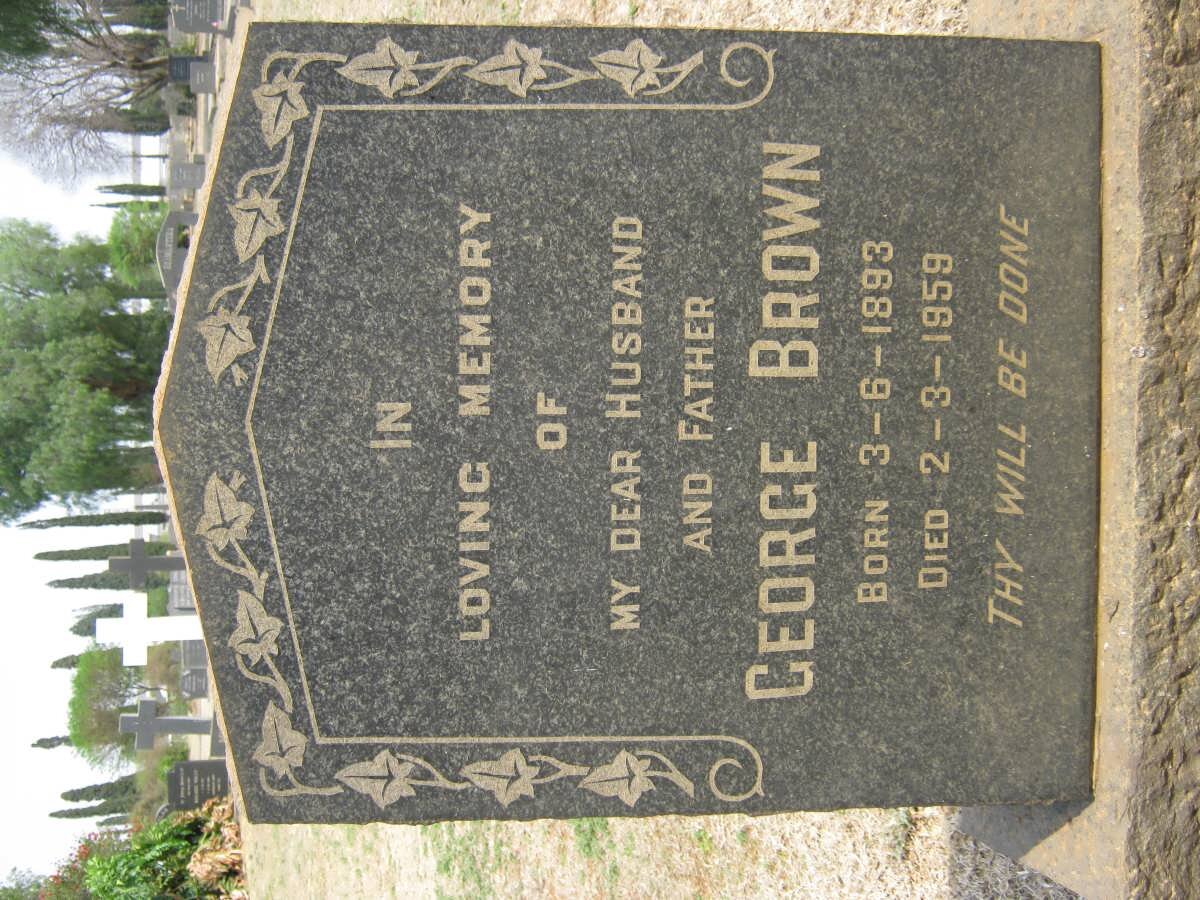 IN
LOVING MEMORY
OF
MY DEAR HUSBAND
AND FATHER
GEORGE BROWN
BORN 3-6-1893
DIED 2-3-1959
THY WILL BE DONE